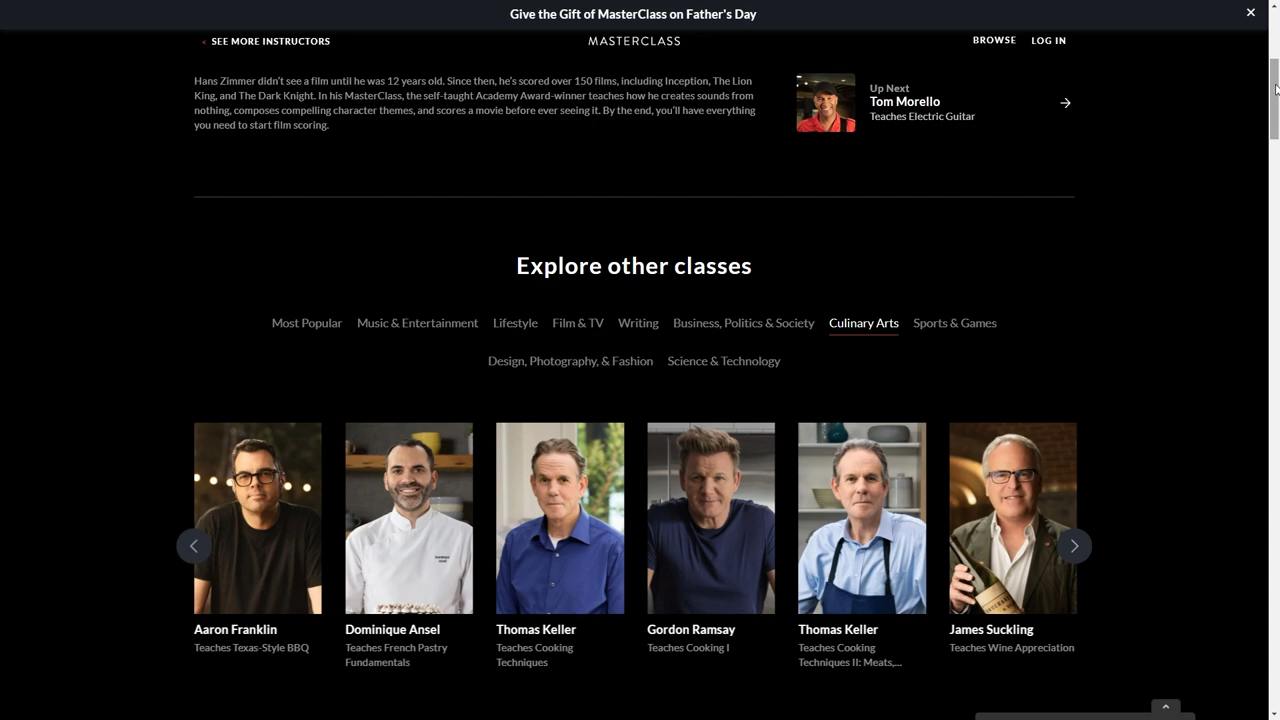 Give the Gift of MasterClass on Father's Day
< SEE MORE INSTRUCTORS
MASTERCLASS
BROWSE LOG IN
Hans Zimmer didn't see a film until he was 12 years old. Since then, he's scored over 150 films, including Inception, The Lion
King, and The Dark Knight. In his MasterClass, the self-taught Academy Award-winner teaches how he creates sounds from
nothing, composes compelling character themes, and scores a movie before ever seeing it. By the end, you'll have everything
you need to start film scoring.
Up Next
Tom Morello
Teaches Electric Guitar
Explore other classes
Most Popular Music & Entertainment Lifestyle Film & TV Writing Business, Politics & Society Culinary Arts Sports & Games
Design, Photography, & Fashion Science & Technology
Aaron Franklin
Teaches Texas-Style BBQ
Dominique Ansel
Teaches French Pastry
Fundamentals
Thomas Keller
Teaches Cooking
Techniques
Gordon Ramsay
Teaches Cooking I
Thomas Keller
Teaches Cooking
Techniques II: Meats,...
James Suckling
Teaches Wine Appreciation